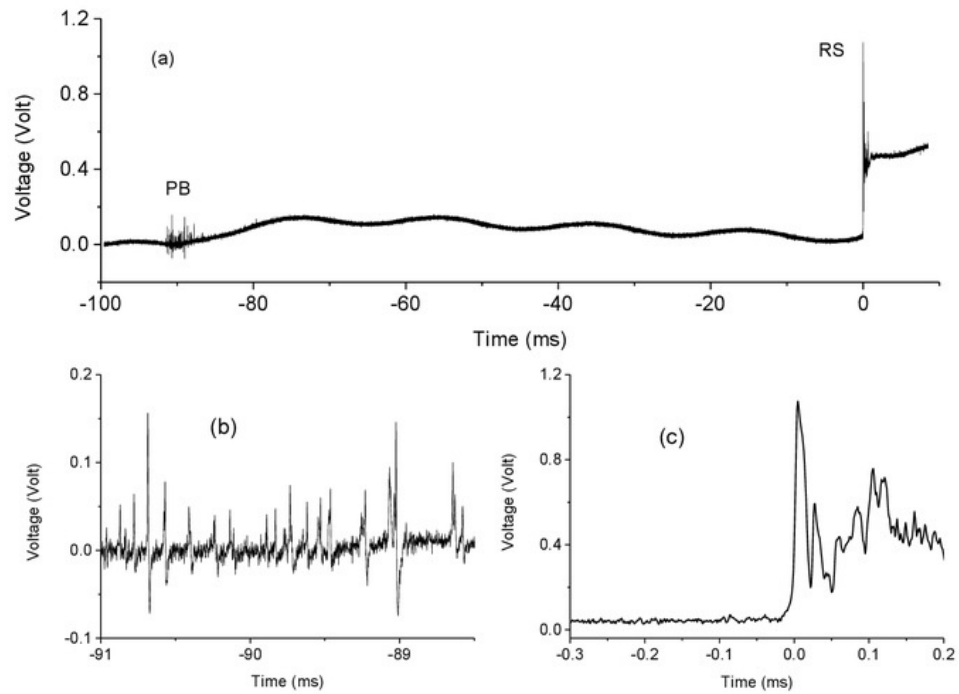 1.2
(a)
RS
0.8
Voltage (Volt)
0.4
PB
0.0
-100 -80 -60 -40 -20 0
Time (ms)
0.2
(b)
0.1
Voltage (Volt)
0.0
-0.1
-91 -90 -89
Time (ms)
1.2
(c)
0.8
Voltage (Volt)
0.4
0.0
-0.3 -0.2 -0.1 0.0 0.1 0.2
Time (ms)